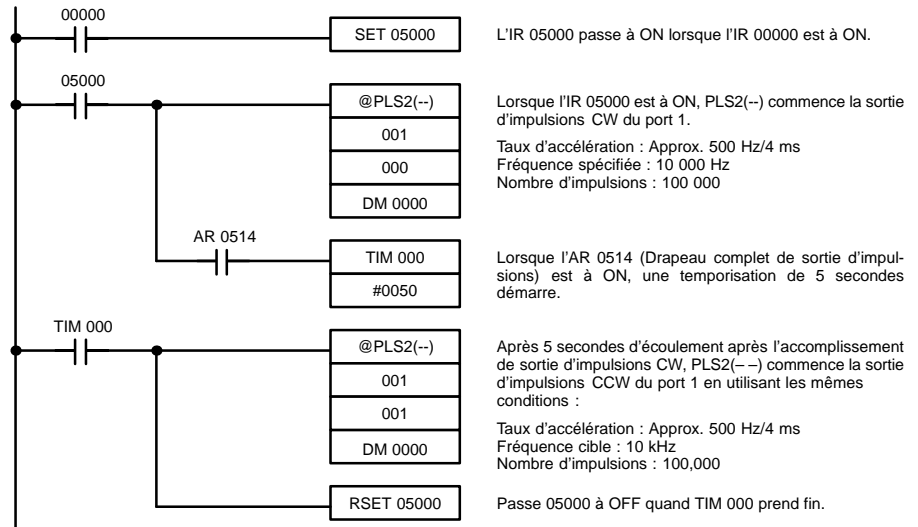 00000
SET 05000
L'IR 05000 passe à ON lorsque l'IR 00000 est à ON.
05000
@PLS2(--)
001
000
DM 0000
Lorsque l'IR 05000 est à ON, PLS2(--) commence la sortie
d'impulsions CW du port 1.
Taux d'accélération : Approx. 500 Hz/4 ms
Fréquence spécifiée : 10 000 Hz
Nombre d'impulsions : 100 000
AR 0514
TIM 000
#0050
Lorsque l'AR 0514 (Drapeau complet de sortie d'impul-
sions) est à ON, une temporisation de 5 secondes
démarre.
TIM 000
@PLS2(--)
001
001
DM 0000
Après 5 secondes d'écoulement après l'accomplissement
de sortie d'impulsions CW, PLS2(– –) commence la sortie
d'impulsions CCW du port 1 en utilisant les mêmes
conditions :
Taux d'accélération : Approx. 500 Hz/4 ms
Fréquence cible : 10 kHz
Nombre d'impulsions : 100,000
RSET 05000
Passe 05000 à OFF quand TIM 000 prend fin.